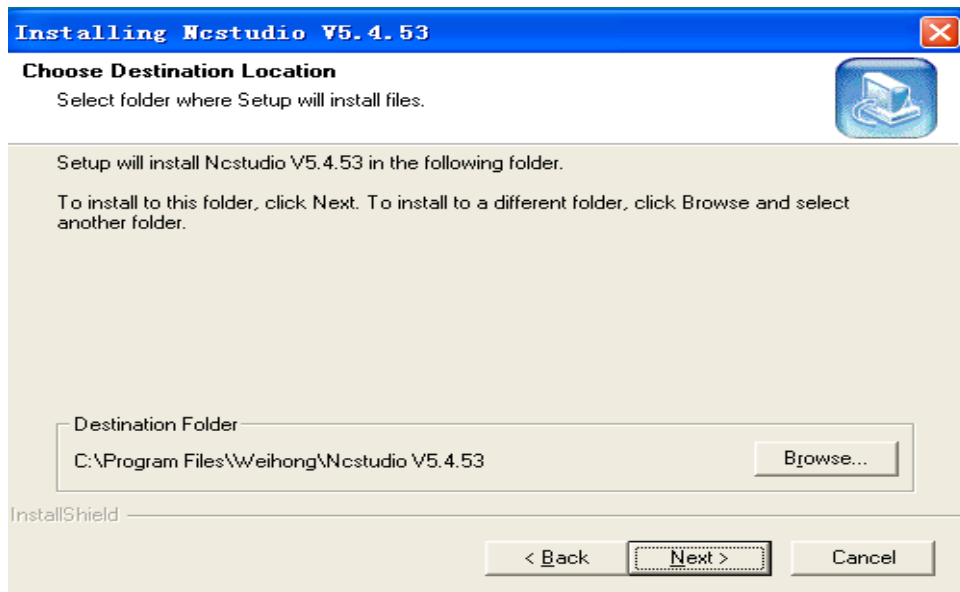 Installing Ncstudio V5.4.53
Choose Destination Location
Select folder where Setup will install files.
Setup will install Ncstudio V5.4.53 in the following folder.
To install to this folder, click Next. To install to a different folder, click Browse and select
another folder.
Destination Folder
C:\Program Files\Weihong\Ncstudio V5.4.53
Browse...
InstallShield
< Back
Next >
Cancel